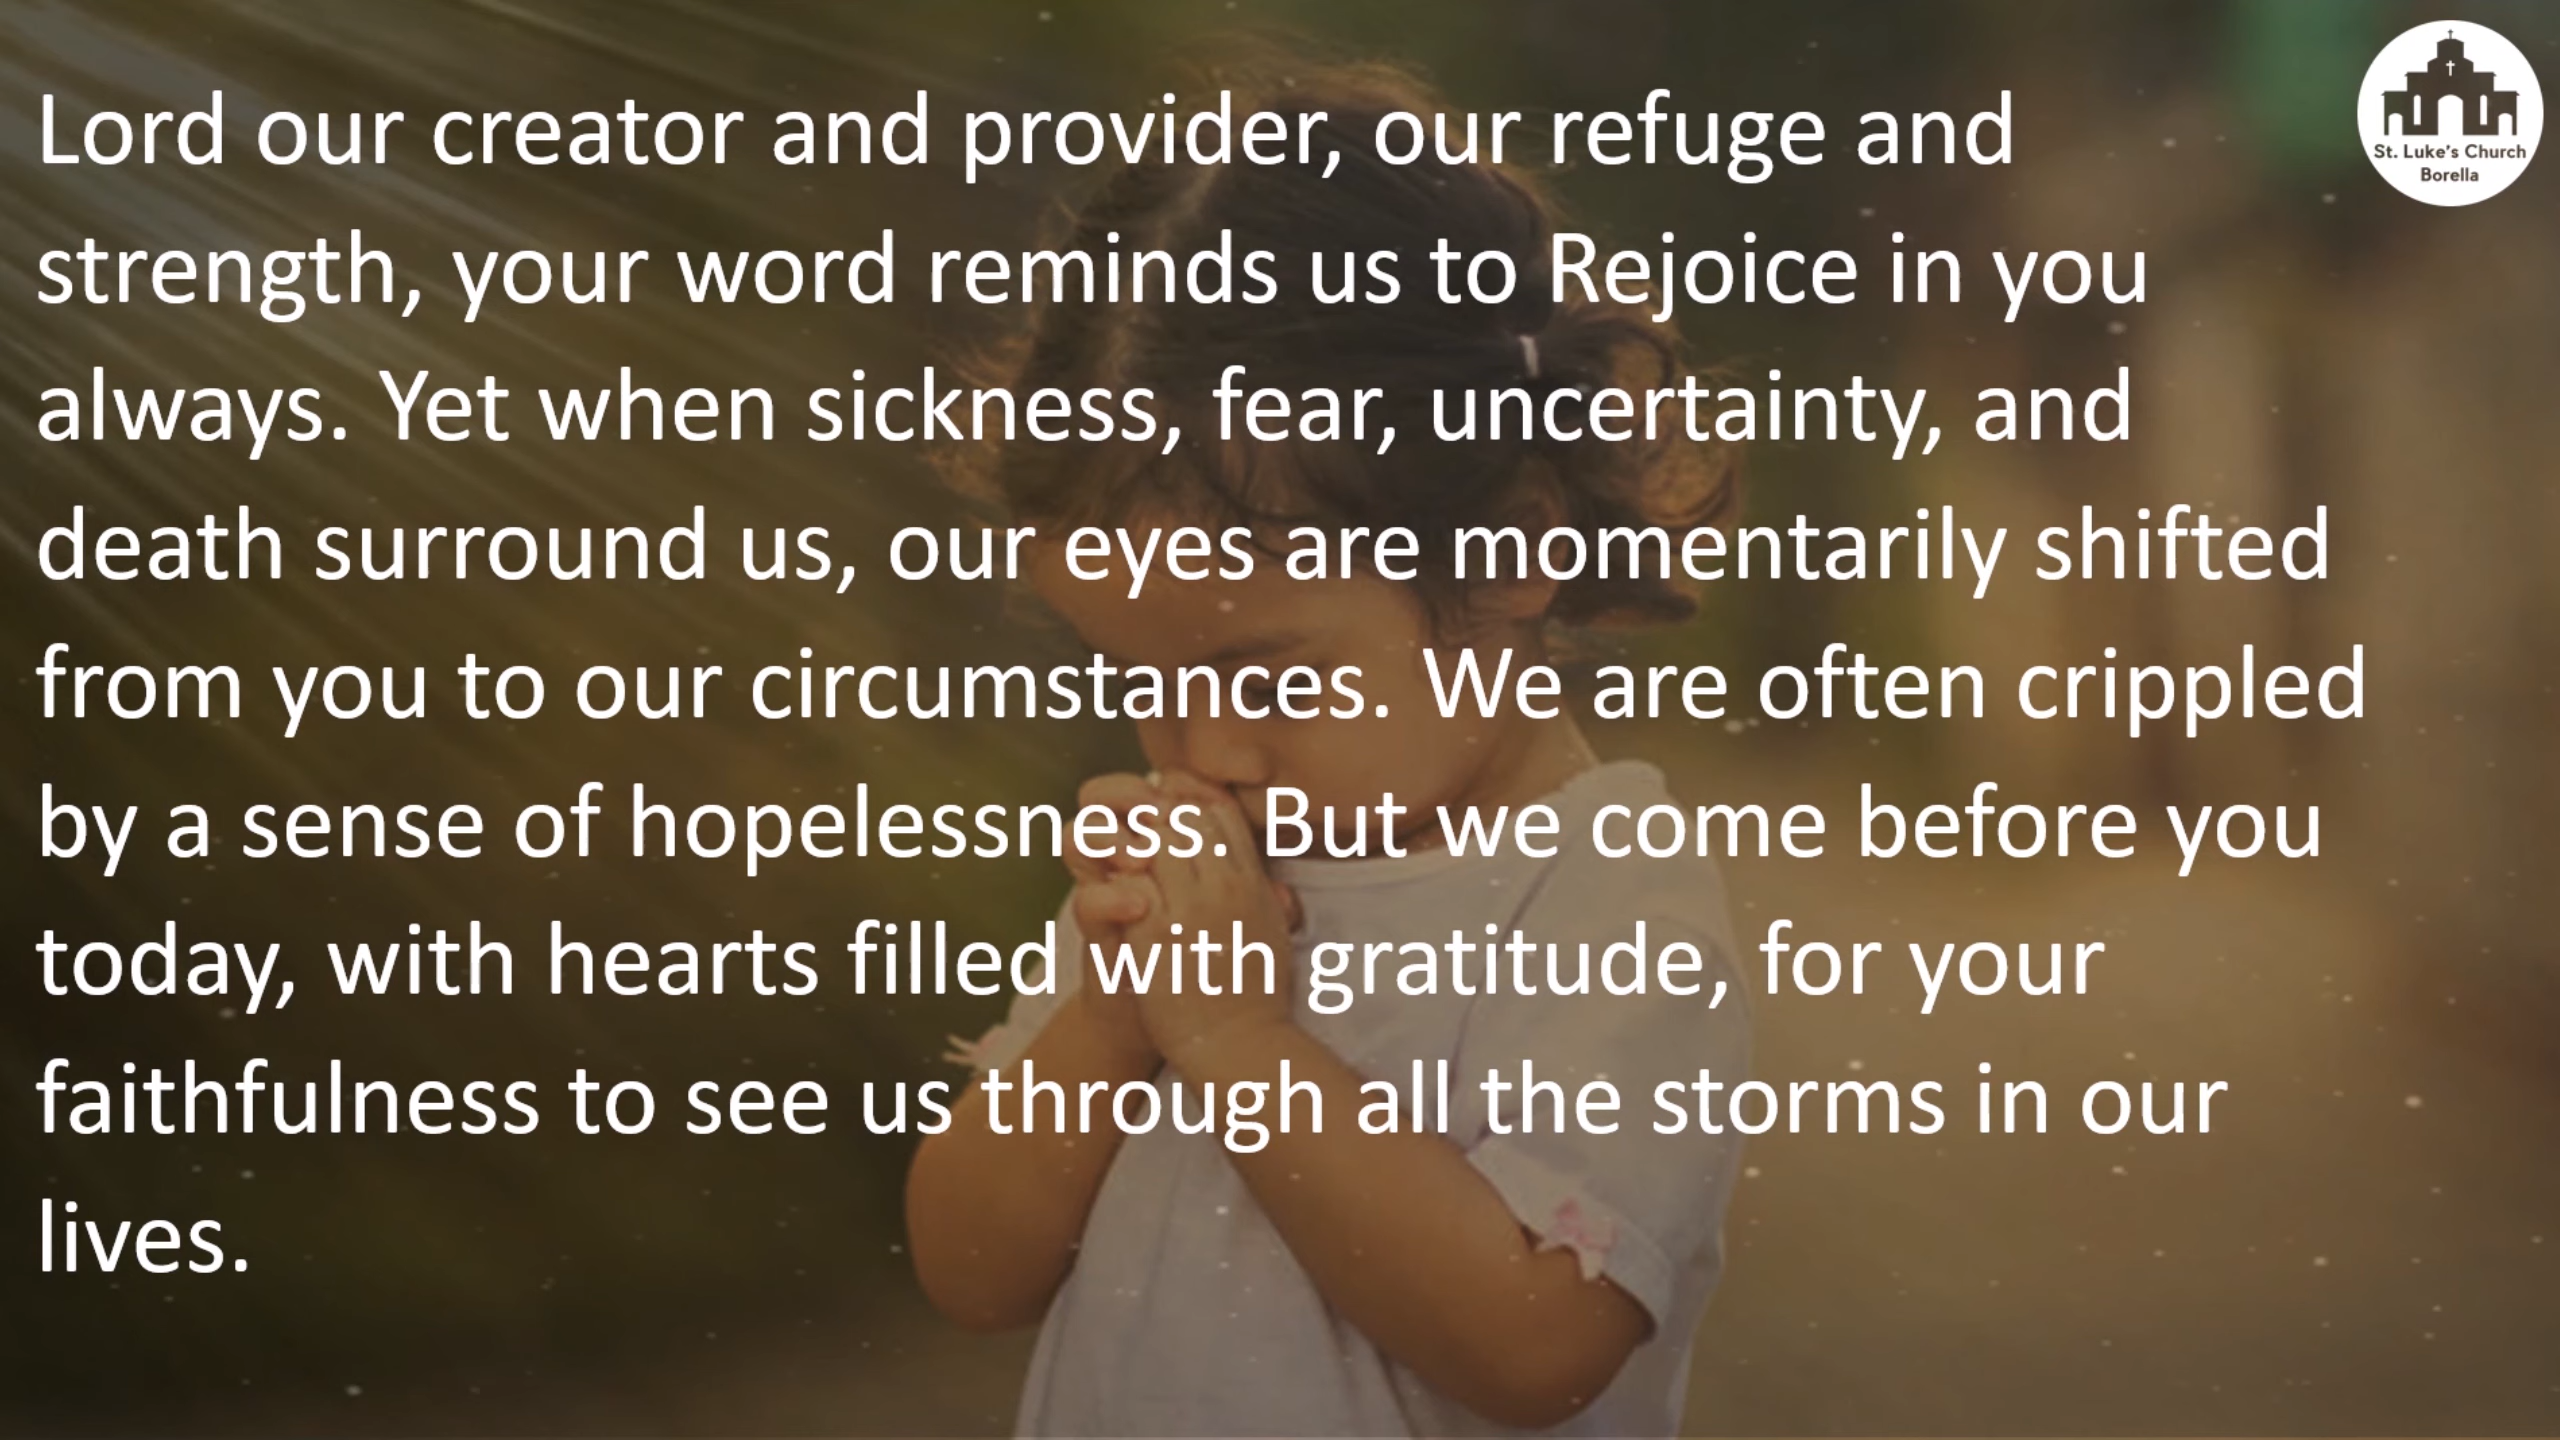 Lord our creator and provider, our refuge and
strength, your word reminds us to Rejoice in you
always. Yet when sickness, fear, uncertainty, and
death surround us, our eyes are momentarily shifted
from you to our circumstances. We are often crippled
by a sense of hopelessness. But we come before you
today, with hearts filled with gratitude, for your
faithfulness to see us through all the storms in our
lives.
St. Luke's Church
Borella